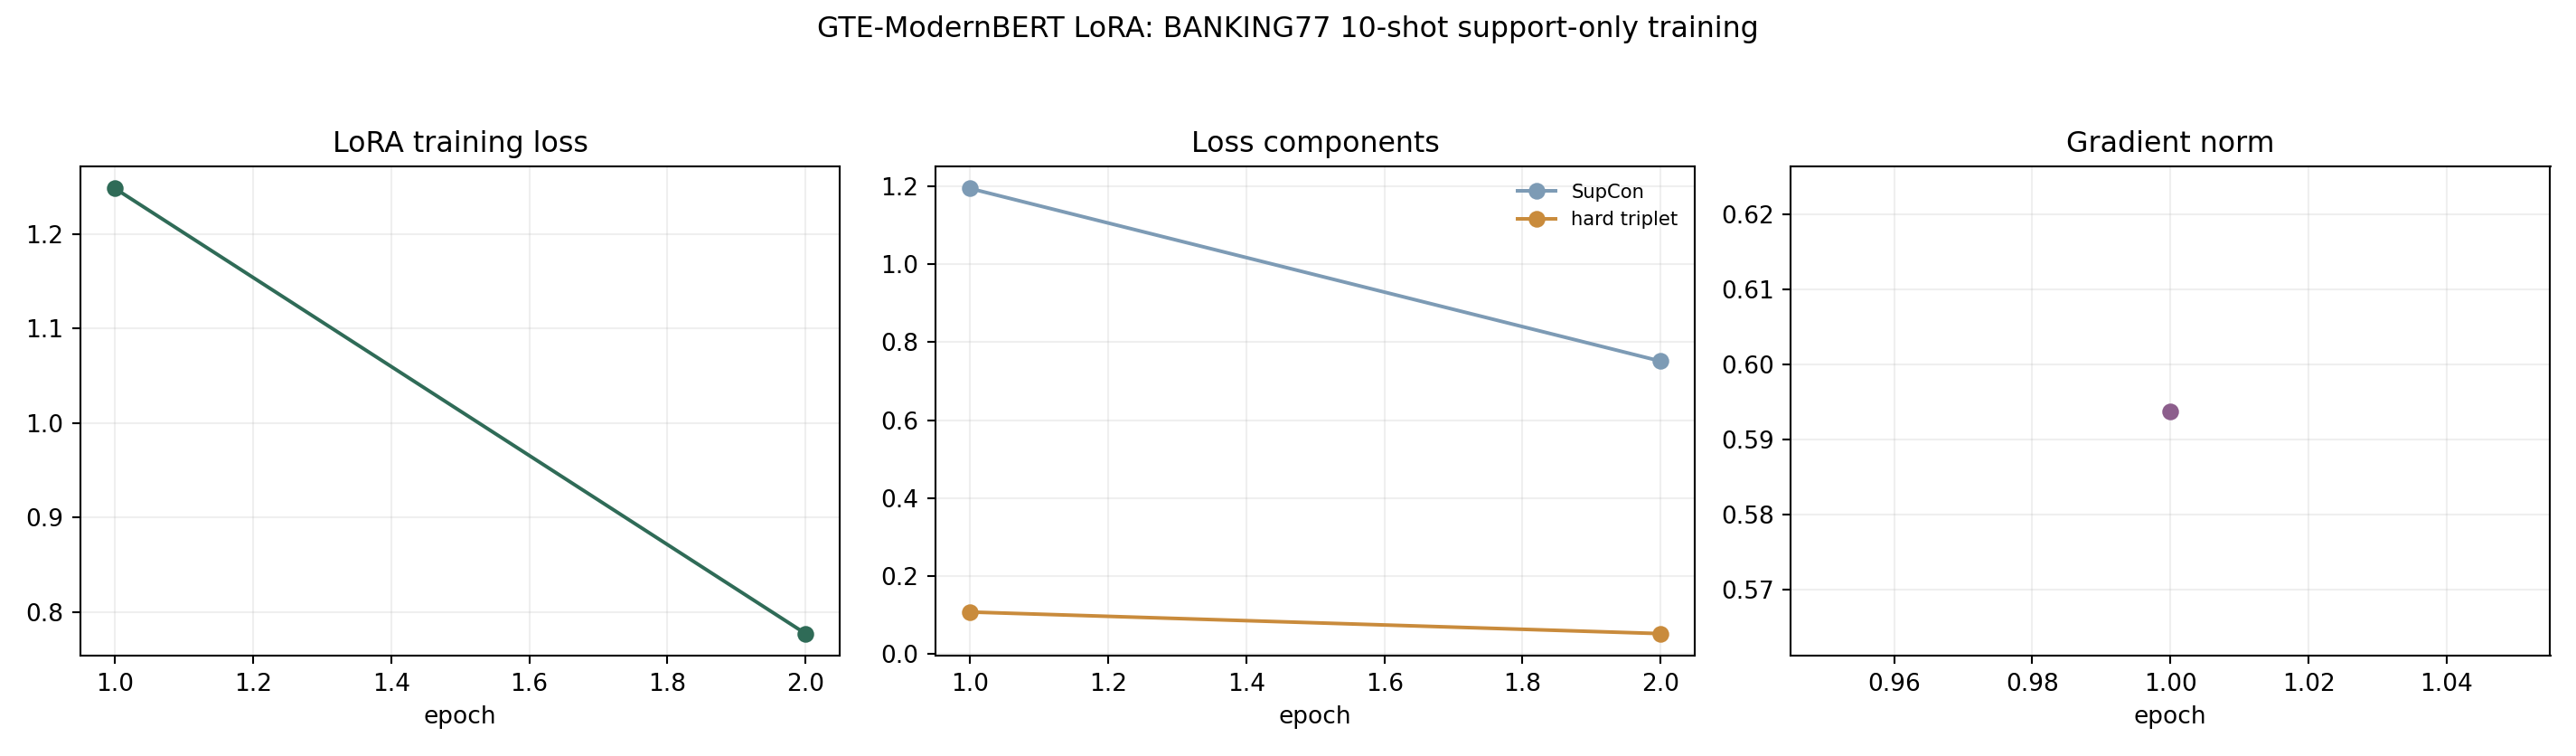 GTE-ModernBERT LoRA: BANKING77 10-shot support-only training
LoRA training loss
1.2
1.1
1.0
0.9
0.8
1.0 1.2 1.4 1.6 1.8 2.0
epoch
Loss components
SupCon
hard triplet
1.2
1.0
0.8
0.6
0.4
0.2
0.0
1.0 1.2 1.4 1.6 1.8 2.0
epoch
Gradient norm
0.62
0.61
0.60
0.59
0.58
0.57
0.96 0.98 1.00 1.02 1.04
epoch